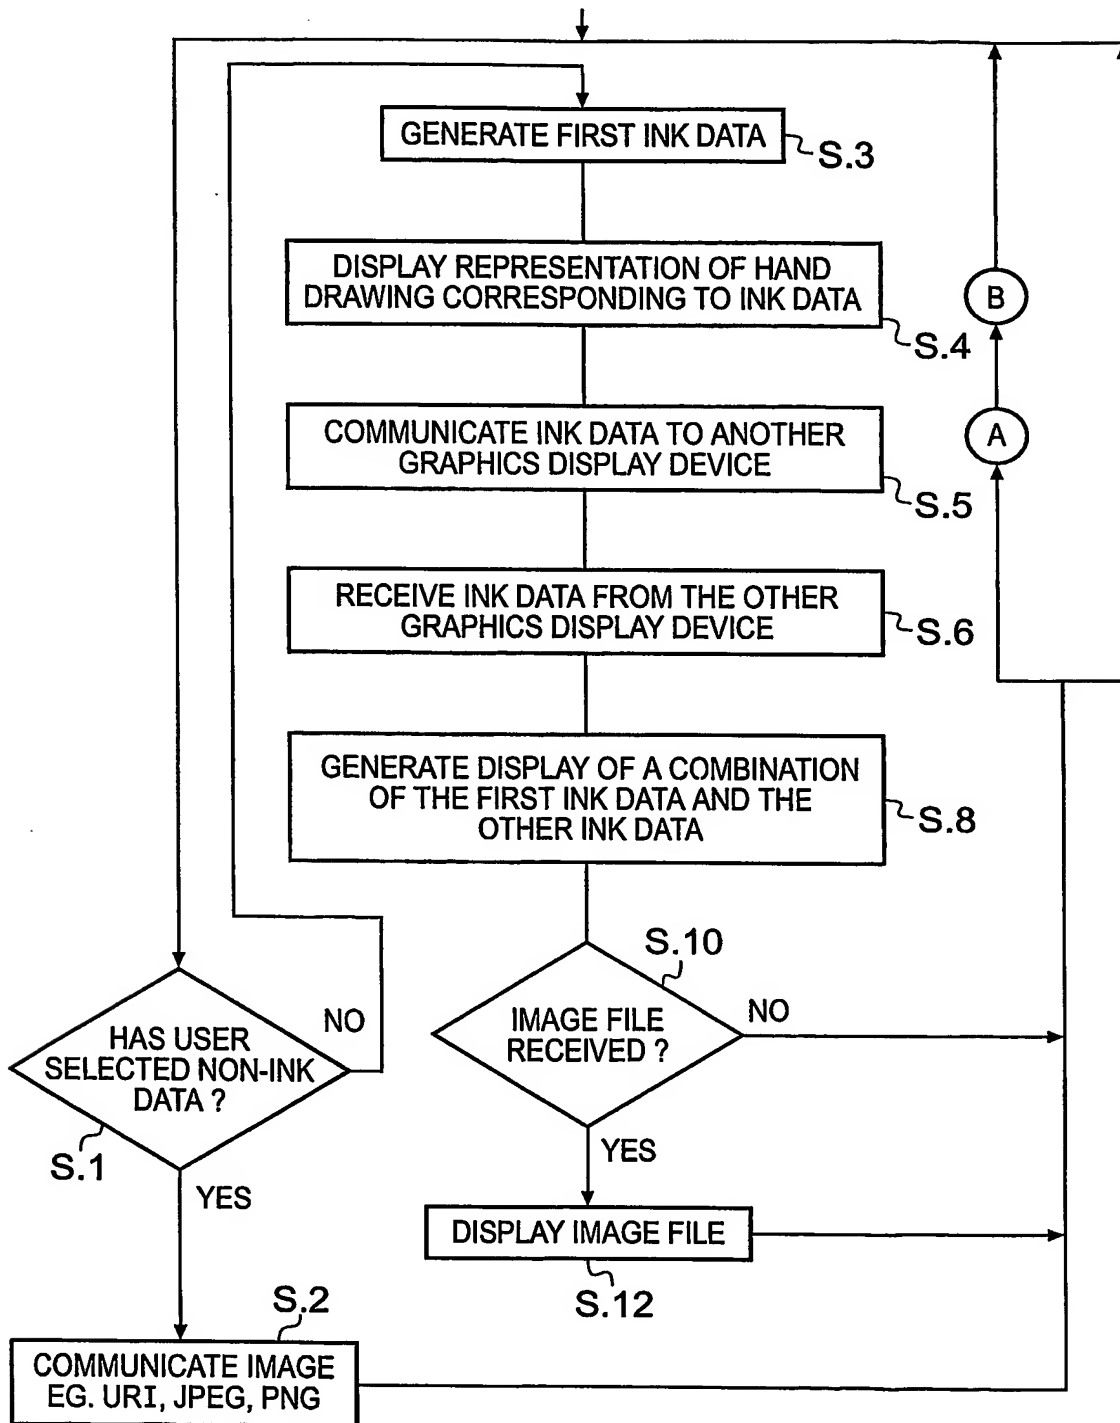 GENERATE FIRST INK DATA
S.3
DISPLAY REPRESENTATION OF HAND
DRAWING CORRESPONDING TO INK DATA
S.4
B
COMMUNICATE INK DATA TO ANOTHER
GRAPHICS DISPLAY DEVICE
S.5
A
RECEIVE INK DATA FROM THE OTHER
GRAPHICS DISPLAY DEVICE
S.6
GENERATE DISPLAY OF A COMBINATION
OF THE FIRST INK DATA AND THE
OTHER INK DATA
S.8
S.10
IMAGE FILE
RECEIVED ?
NO
YES
HAS USER
SELECTED NON-INK
DATA ?
NO
S.1
YES
DISPLAY IMAGE FILE
S.12
S.2
COMMUNICATE IMAGE
EG. URI, JPEG, PNG